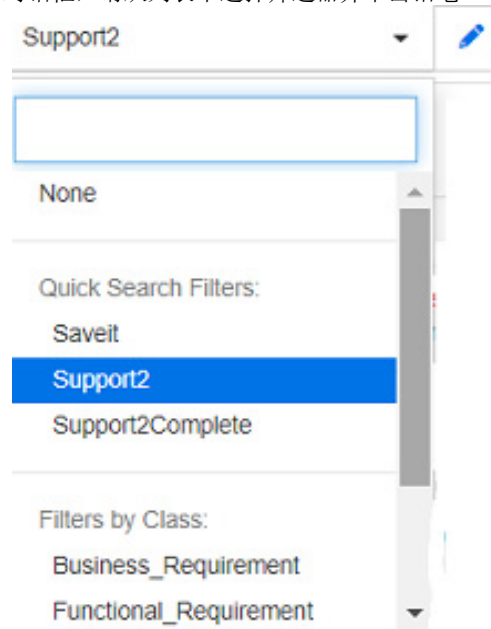 Support2
None
Quick Search Filters:
Saveit
Support2
Support2Complete
Filters by Class:
Business_Requirement
Functional_Requirement